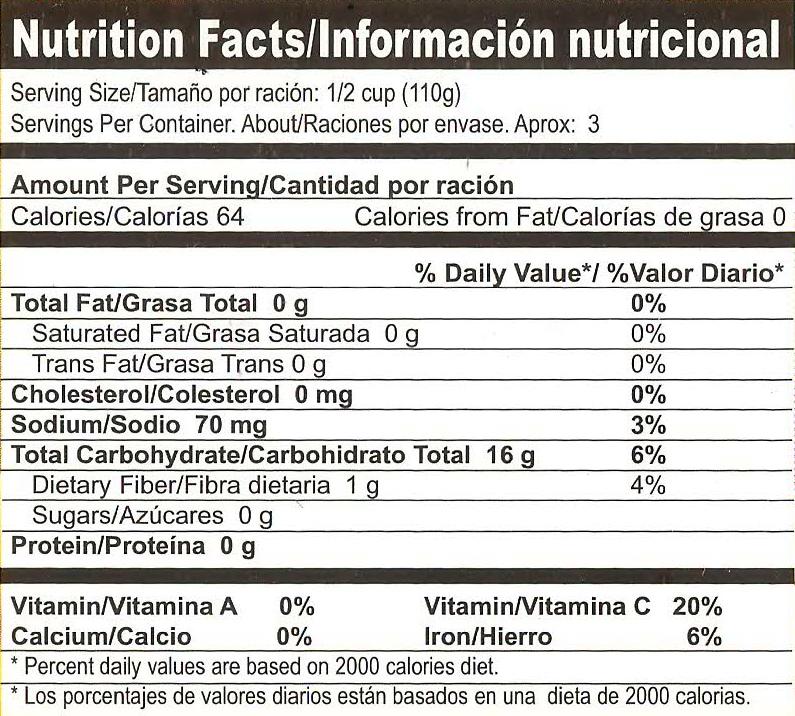 Nutrition Facts/Información nutricional
Serving Size/Tamaño por ración: 1/2 cup (110g)
Servings Per Container. About/Raciones por envase. Aprox: 3
Amount Per Serving/Cantidad por ración
Calories/Calorías 64 Calories from Fat/Calorías de grasa 0
% Daily Value*/ %Valor Diario*
Total Fat/Grasa Total 0 g 0%
Saturated Fat/Grasa Saturada 0 g 0%
Trans Fat/Grasa Trans 0 g 0%
Cholesterol/Colesterol 0 mg 0%
Sodium/Sodio 70 mg 3%
Total Carbohydrate/Carbohidrato Total 16 g 6%
Dietary Fiber/Fibra dietaria 1 g 4%
Sugars/Azúcares 0 g
Protein/Proteína 0 g
Vitamin/Vitamina A 0% Vitamin/Vitamina C 20%
Calcium/Calcio 0% Iron/Hierro 6%
* Percent daily values are based on 2000 calories diet.
* Los porcentajes de valores diarios están basados en una dieta de 2000 calorias.